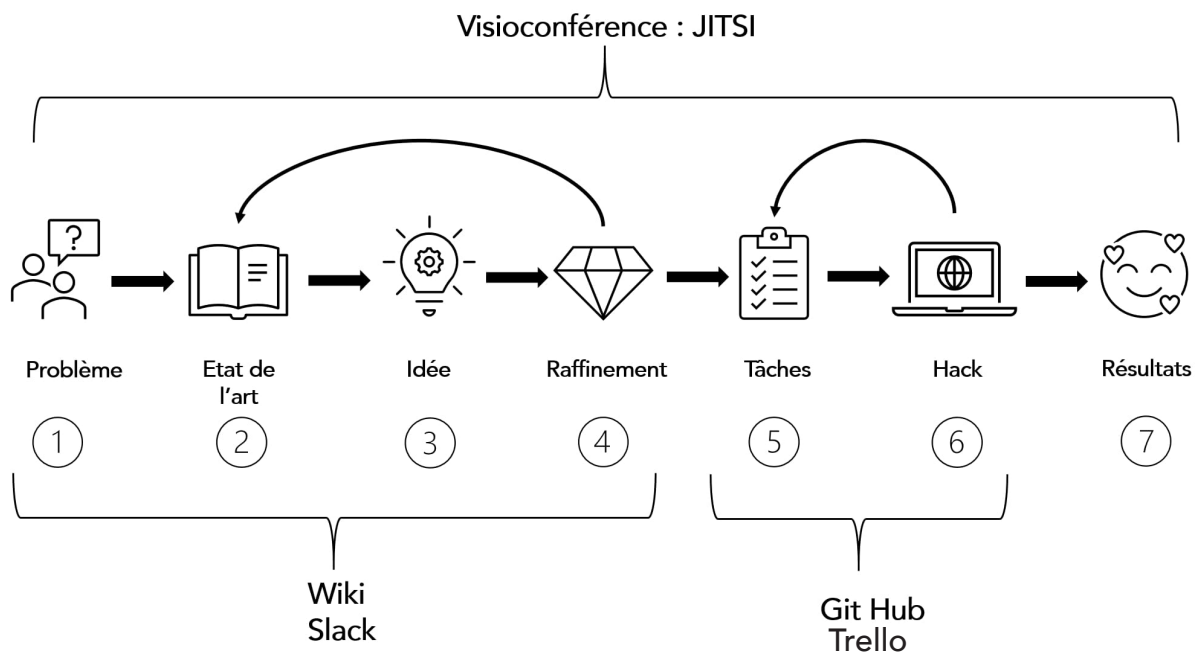 Visioconférence : JITSI
?
Problème
Etat de
l'art
Idée
Raffinement
Tâches
Hack
Résultats
1
2
3
4
5
6
7
Wiki
Slack
Git Hub
Trello